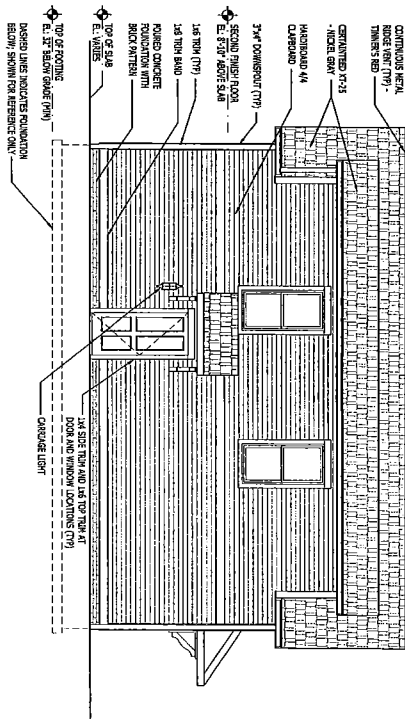 CONTINUOUS METAL
RIDGE VENT (TYP) -
TINNER'S RED
CERTAINTEED XT-25
- NICKEL GRAY
HARDIBOARD 4/4
CLAPBOARD
SECOND FINISH FLOOR
EL: 8'-10" ABOVE SLAB
3"x4" DOWNSPOUT (TYP)
1x6 TRIM (TYP)
1x8 TRIM BAND
POURED CONCRETE
FOUNDATION WITH
BRICK PATTERN
TOP OF SLAB
EL: VARIES
TOP OF FOOTING
EL: 32" BELOW GRADE (MIN)
DASHED LINES INDICATES FOUNDATION
BELOW; SHOWN FOR REFERENCE ONLY
1x4 SIDE TRIM AND 1x6 TOP TRIM AT
DOOR AND WINDOW LOCATIONS (TYP)
CARRIAGE LIGHT